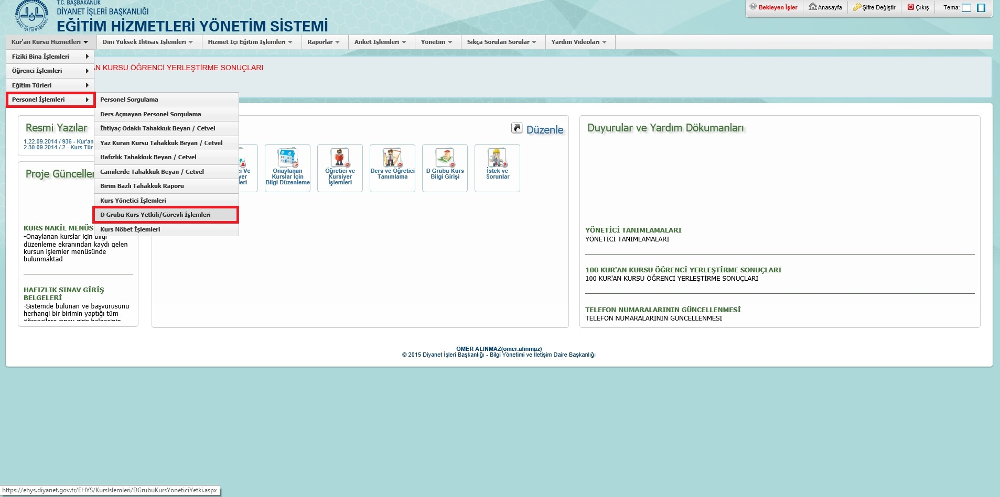 T.C. BAŞBAKANLIK
DİYANET İŞLERİ BAŞKANLIĞI
EĞİTİM HİZMETLERİ YÖNETİM SİSTEMİ
DİYANET İŞLERİ BAŞKANLIĞI
Bekleyen İşler
Anasayfa
Şifre Değiştir
Çıkış
Tema:
Kur'an Kursu Hizmetleri
Dini Yüksek İhtisas İşlemleri
Hizmet İçi Eğitim İşlemleri
Raporlar
Anket İşlemleri
Yönetim
Sıkça Sorulan Sorular
Yardım Videoları
Fiziki Bina İşlemleri
Öğrenci İşlemleri
Eğitim Türleri
Personel İşlemleri
N KURSU ÖĞRENCİ YERLEŞTİRME SONUÇLARI
Personel Sorgulama
Ders Açmayan Personel Sorgulama
İhtiyaç Odaklı Tahakkuk Beyan / Cetvel
Yaz Kuran Kursu Tahakkuk Beyan / Cetvel
Hafızlık Tahakkuk Beyan / Cetvel
Camilerde Tahakkuk Beyan / Cetvel
Birim Bazlı Tahakkuk Raporu
Kurs Yönetici İşlemleri
D Grubu Kurs Yetkili/Görevli İşlemleri
Kurs Nöbet İşlemleri
Resmi Yazılar
1.22.09.2014 / 936 - Kur'an
2.30.09.2014 / 2 - Kurs Tür
Proje Günceller
KURS NAKİL MENÜS
-Onaylanan kurslar için bilgi
düzenleme ekranından kaydı gelen
kursun işlemler menüsünde
bulunmaktad
HAFIZLIK SINAV GİRİŞ
BELGELERİ
-Sistemde bulunan ve başvurusunu
herhangi bir birimin yaptığı tüm
öğrencilere sınav giriş belgesinin
Düzenle
ci Ve
yer
leri
Onaylanan
Kurslar İçin
Bilgi Düzenleme
Öğretici ve
Kursiyer
İşlemleri
Ders ve Öğretici
Tanımlama
D Grubu Kurs
Bilgi Girişi
İstek ve
Sorunlar
Duyurular ve Yardım Dökumanları
YÖNETİCİ TANIMLAMALARI
YÖNETİCİ TANIMLAMALARI
100 KUR'AN KURSU ÖĞRENCİ YERLEŞTİRME SONUÇLARI
100 KUR'AN KURSU ÖĞRENCİ YERLEŞTİRME SONUÇLARI
TELEFON NUMARALARININ GÜNCELLENMESİ
TELEFON NUMARALARININ GÜNCELLENMESİ
ÖMER ALINMAZ(omer.alinmaz)
© 2015 Diyanet İşleri Başkanlığı - Bilgi Yönetimi ve İletişim Daire Başkanlığı
https://ehys.diyanet.gov.tr/EHYS/KursIslemleri/DGrubuKursYoneticiYetki.aspx